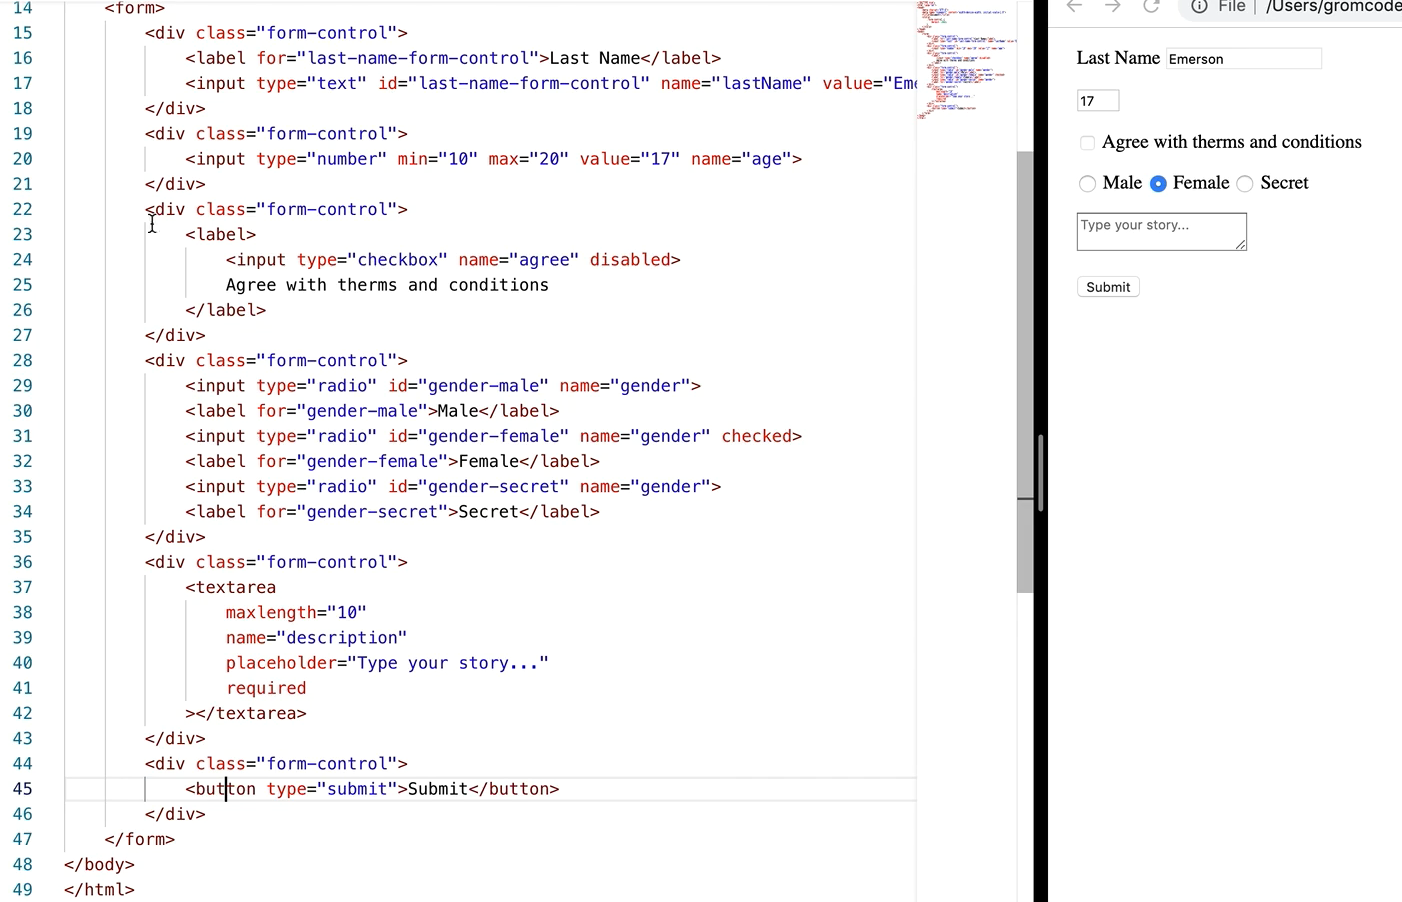 14 <form>
15 <div class="form-control">
16 <label for="last-name-form-control">Last Name</label>
17 <input type="text" id="last-name-form-control" name="lastName" value="Eme
18 </div>
19 <div class="form-control">
20 <input type="number" min="10" max="20" value="17" name="age">
21 </div>
22 <div class="form-control">
23 <label>
24 <input type="checkbox" name="agree" disabled>
25 Agree with therms and conditions
26 </label>
27 </div>
28 <div class="form-control">
29 <input type="radio" id="gender-male" name="gender">
30 <label for="gender-male">Male</label>
31 <input type="radio" id="gender-female" name="gender" checked>
32 <label for="gender-female">Female</label>
33 <input type="radio" id="gender-secret" name="gender">
34 <label for="gender-secret">Secret</label>
35 </div>
36 <div class="form-control">
37 <textarea
38 maxlength="10"
39 name="description"
40 placeholder="Type your story..."
41 required
42 ></textarea>
43 </div>
44 <div class="form-control">
45 <button type="submit">Submit</button>
46 </div>
47 </form>
48 </body>
49 </html>
File /Users/gromcode
Last Name Emerson
17
Agree with therms and conditions
Male Female Secret
Type your story...
Submit